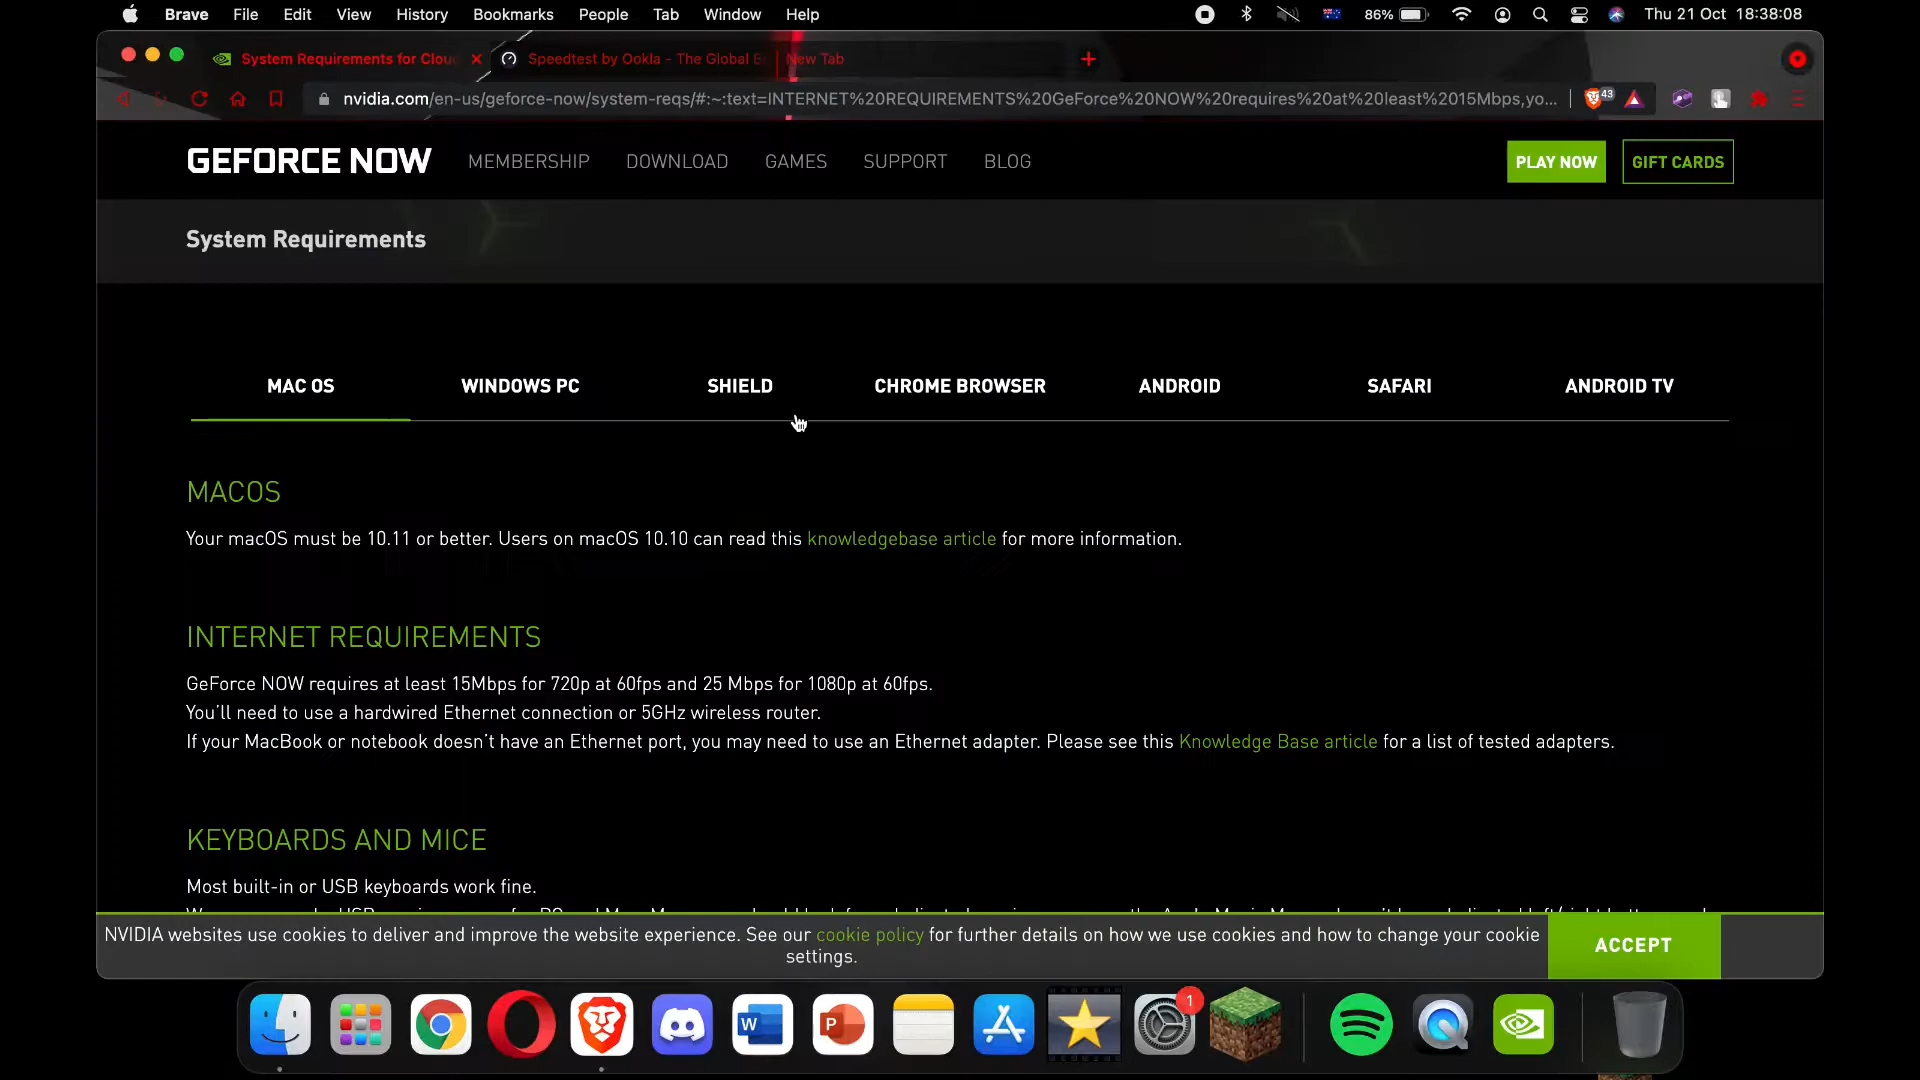 Brave File Edit View History Bookmarks People Tab Window Help 86% Thu 21 Oct 18:38:08
System Requirements for Clou Speedtest by Ookla - The Global B New Tab
nvidia.com/en-us/geforce-now/system-reqs/#:~:text=INTERNET%20REQUIREMENTS%20GeForce%20NOW%20requires%20at%20least%2015Mbps,yo... 43
GEFORCE NOW MEMBERSHIP DOWNLOAD GAMES SUPPORT BLOG PLAY NOW GIFT CARDS
System Requirements
MAC OS WINDOWS PC SHIELD CHROME BROWSER ANDROID SAFARI ANDROID TV
MACOS
Your macOS must be 10.11 or better. Users on macOS 10.10 can read this knowledgebase article for more information.
INTERNET REQUIREMENTS
GeForce NOW requires at least 15Mbps for 720p at 60fps and 25 Mbps for 1080p at 60fps.
You'll need to use a hardwired Ethernet connection or 5GHz wireless router.
If your MacBook or notebook doesn't have an Ethernet port, you may need to use an Ethernet adapter. Please see this Knowledge Base article for a list of tested adapters.
KEYBOARDS AND MICE
Most built-in or USB keyboards work fine.
NVIDIA websites use cookies to deliver and improve the website experience. See our cookie policy for further details on how we use cookies and how to change your cookie
settings.
ACCEPT
W P 1